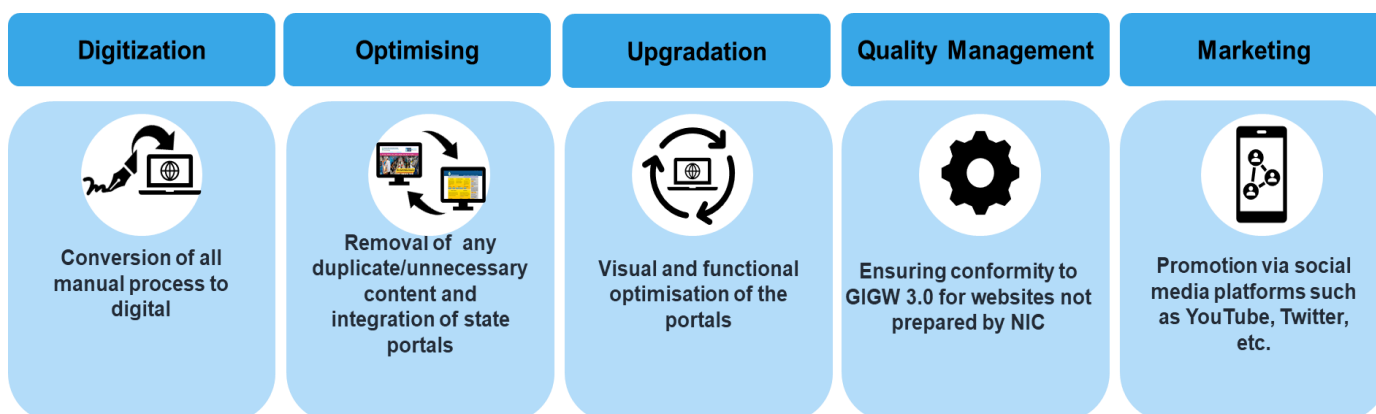 Digitization
Optimising
Upgradation
Quality Management
Marketing
Conversion of all
manual process to
digital
Removal of any
duplicate/unnecessary
content and
integration of state
portals
Visual and functional
optimisation of the
portals
Ensuring conformity to
GIGW 3.0 for websites not
prepared by NIC
Promotion via social
media platforms such
as YouTube, Twitter,
etc.